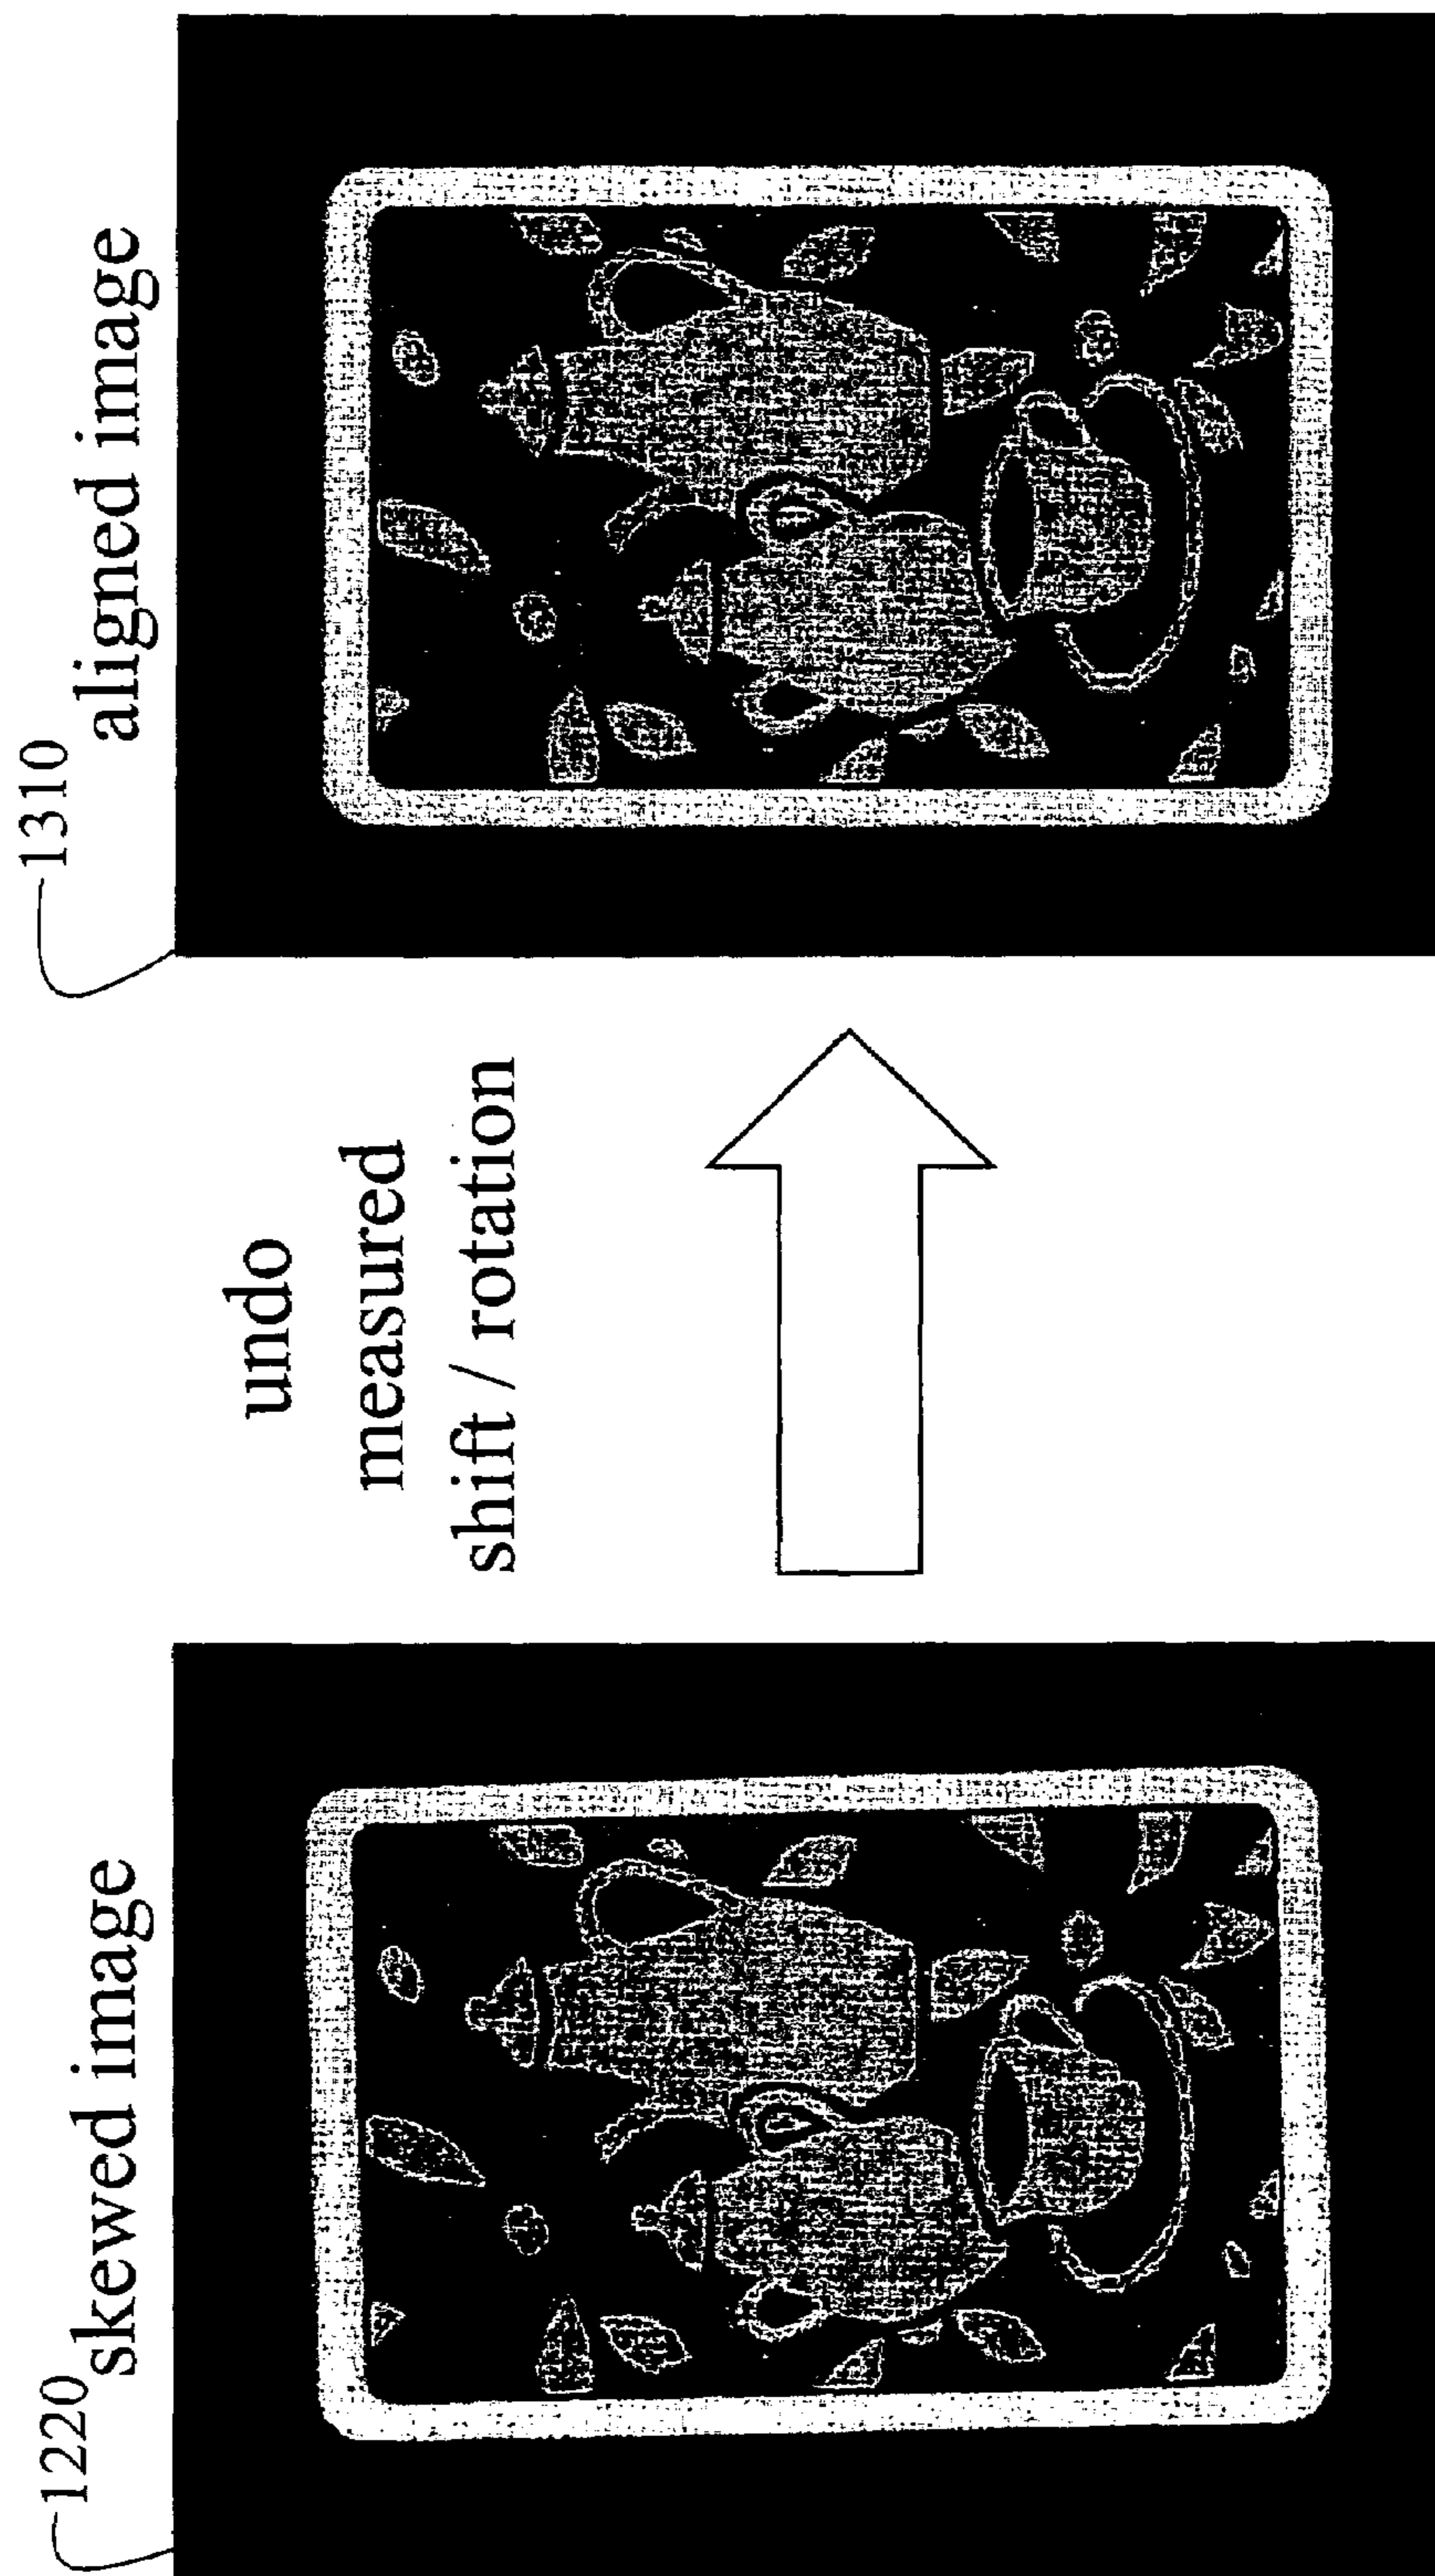 1220
skewed image
undo
measured
shift / rotation
1310
aligned image